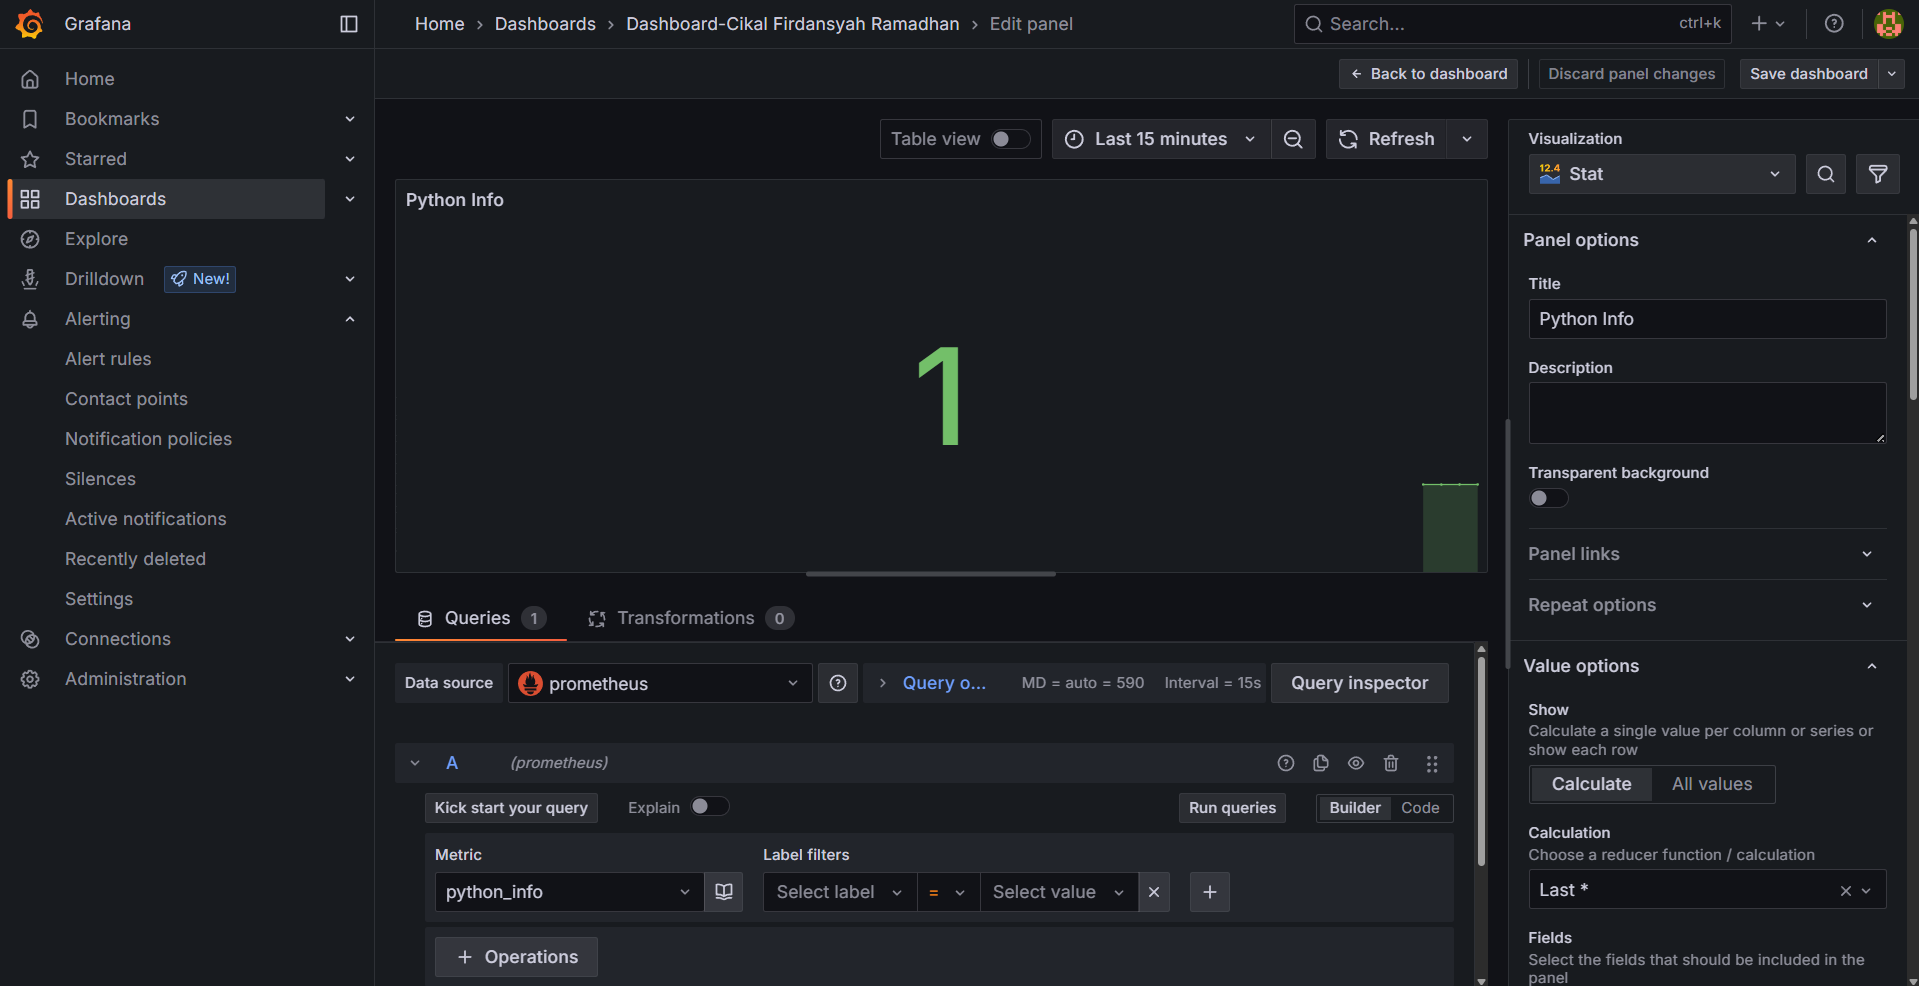 Grafana
Home
Bookmarks
Starred
Dashboards
Explore
Drilldown New!
Alerting
Alert rules
Contact points
Notification policies
Silences
Active notifications
Recently deleted
Settings
Connections
Administration
Home › Dashboards › Dashboard-Cikal Firdansyah Ramadhan › Edit panel
Search... ctrl+k
Back to dashboard Discard panel changes Save dashboard
Table view Last 15 minutes Refresh
Python Info
1
Queries 1 Transformations 0
Data source prometheus Query o... MD = auto = 590 Interval = 15s Query inspector
A (prometheus)
Kick start your query Explain Run queries Builder Code
Metric Label filters
python_info Select label = Select value
+ Operations
Visualization
12.4 Stat
Panel options
Title
Python Info
Description
Transparent background
Panel links
Repeat options
Value options
Show
Calculate a single value per column or series or
show each row
Calculate All values
Calculation
Choose a reducer function / calculation
Last *
Fields
Select the fields that should be included in the
panel